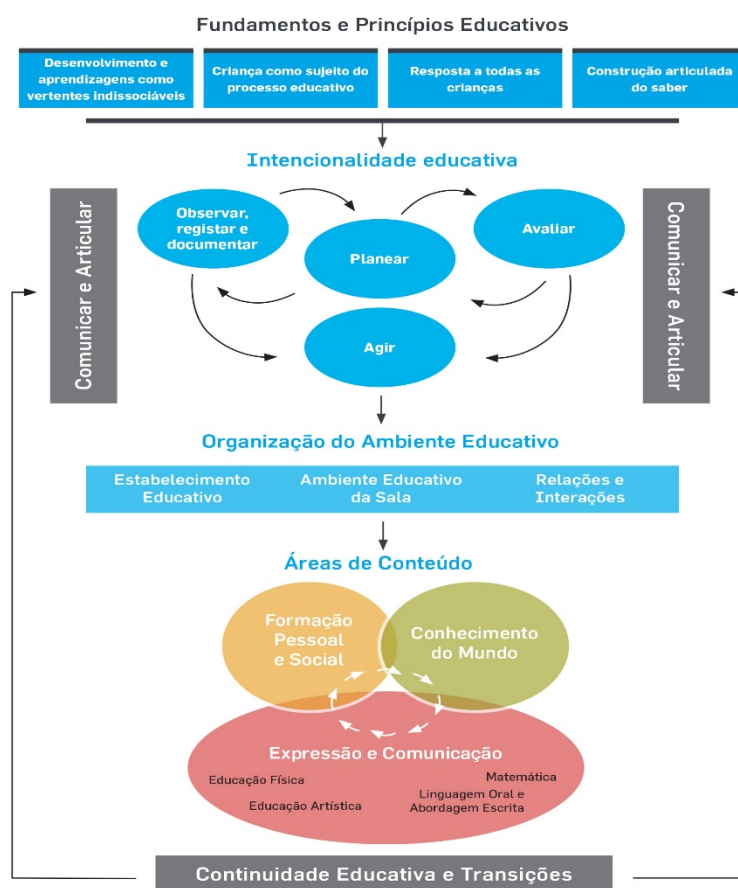 Fundamentos e Princípios Educativos
Desenvolvimento e
aprendizagens como
vertentes indissociáveis
Criança como sujeito do
processo educativo
Resposta a todas as
crianças
Construção articulada
do saber
Intencionalidade educativa
Comunicar e Articular
Observar,
registar e
documentar
Planear
Avaliar
Agir
Comunicar e Articular
Organização do Ambiente Educativo
Estabelecimento
Educativo
Ambiente Educativo
da Sala
Relações e
Interações
Áreas de Conteúdo
Formação
Pessoal
e Social
Conhecimento
do Mundo
Expressão e Comunicação
Educação Física
Matemática
Educação Artística
Linguagem Oral e
Abordagem Escrita
Continuidade Educativa e Transições